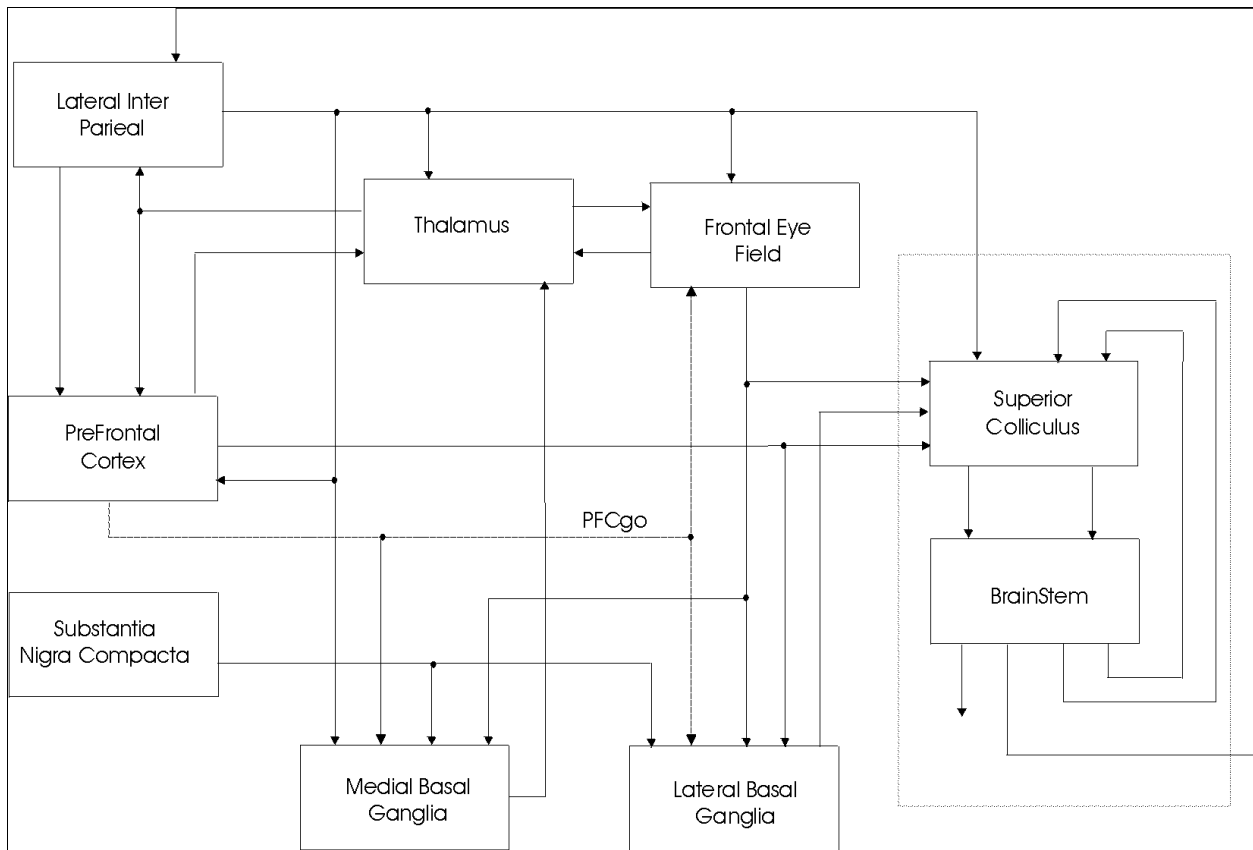 Lateral Inter
Parieal
Thalamus
Frontal Eye
Field
Superior
Colliculus
PreFrontal
Cortex
PFCgo
BrainStem
Substantia
Nigra Compacta
Medial Basal
Ganglia
Lateral Basal
Ganglia